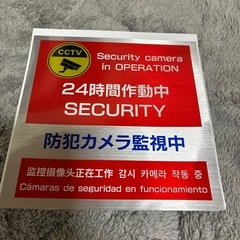 CCTV
Security camera
in OPERATION
24時間作動中
SECURITY
防犯カメラ監視中
监控摄像头正在工作 감시 카메라 작동 중
Cámaras de seguridad en funcionamiento